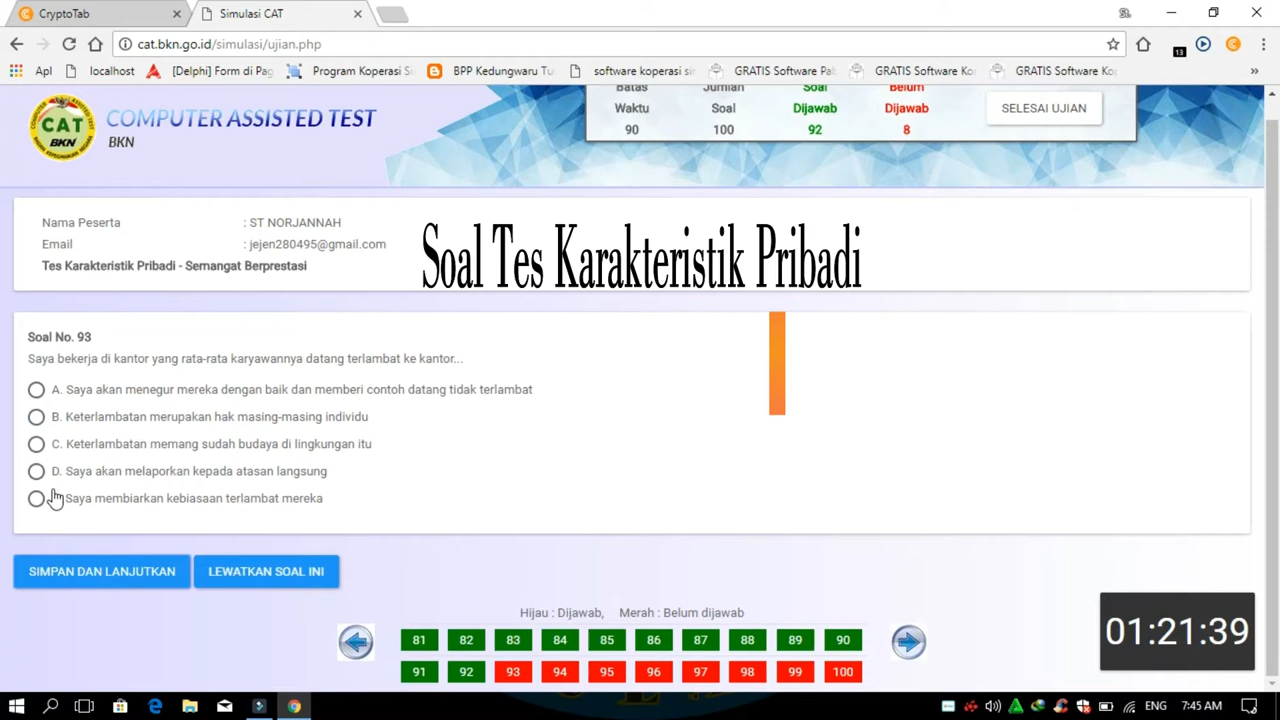 CryptoTab
Simulasi CAT
cat.bkn.go.id/simulasi/ujian.php
13
Apl
localhost
[Delphi] Form di Pag
Program Koperasi Si
BPP Kedungwaru Tu
software koperasi sir
GRATIS Software Pak
GRATIS Software Kop
GRATIS Software Kop
»
CAT
BKN
COMPUTER ASSISTED TEST
BKN
Batas Waktu
90
Jumlah Soal
100
Soal Dijawab
92
Belum Dijawab
8
SELESAI UJIAN
Nama Peserta : ST NORJANNAH
Email : jejen280495@gmail.com
Tes Karakteristik Pribadi - Semangat Berprestasi
Soal Tes Karakteristik Pribadi
Soal No. 93
Saya bekerja di kantor yang rata-rata karyawannya datang terlambat ke kantor...
A. Saya akan menegur mereka dengan baik dan memberi contoh datang tidak terlambat
B. Keterlambatan merupakan hak masing-masing individu
C. Keterlambatan memang sudah budaya di lingkungan itu
D. Saya akan melaporkan kepada atasan langsung
Saya membiarkan kebiasaan terlambat mereka
SIMPAN DAN LANJUTKAN
LEWATKAN SOAL INI
Hijau : Dijawab, Merah : Belum dijawab
81 82 83 84 85 86 87 88 89 90
91 92 93 94 95 96 97 98 99 100
01:21:39
ENG
7:45 AM